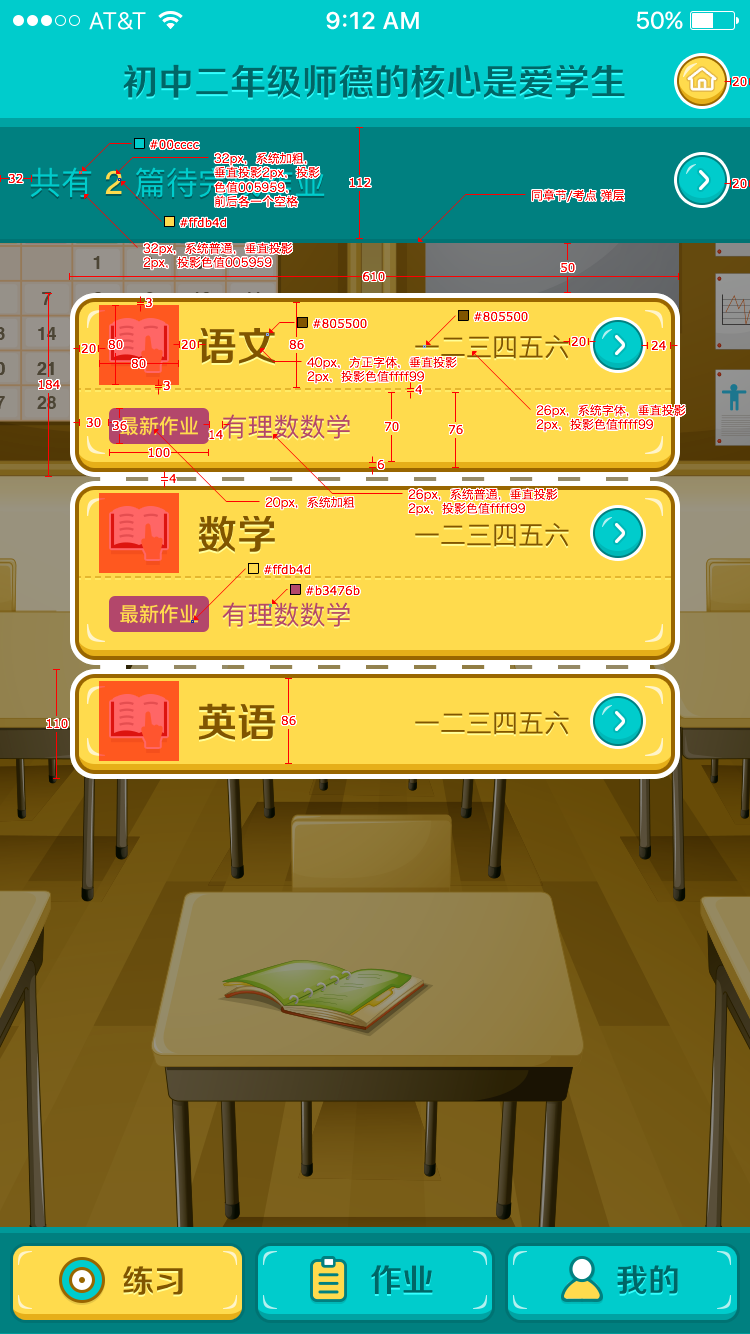 AT&T 9:12 AM 50%
初中二年级师德的核心是爱学生
20
#00cccc
32px，系统加粗，
垂直投影2px，投影
色值005959，
前后各一个空格
32
共有 2 篇待完 业
112
20
同章节/考点 弹层
#ffdb4d
32px，系统普通，垂直投影
2px，投影色值005959
1
50
610
7
3
14
0
21
7
28
184
3
#805500
#805500
80
20
80
20
语文
86
一二三四五六
20
24
40px，方正字体，垂直投影
2px，投影色值ffff99
3
4
26px，系统字体，垂直投影
2px，投影色值ffff99
30
36
最新作业
14
有理数数学
70
76
100
6
4
20px，系统加粗
26px，系统普通，垂直投影
2px，投影色值ffff99
数学
一二三四五六
#ffdb4d
#b3476b
最新作业
有理数数学
110
英语
86
一二三四五六
练习
作业
我的